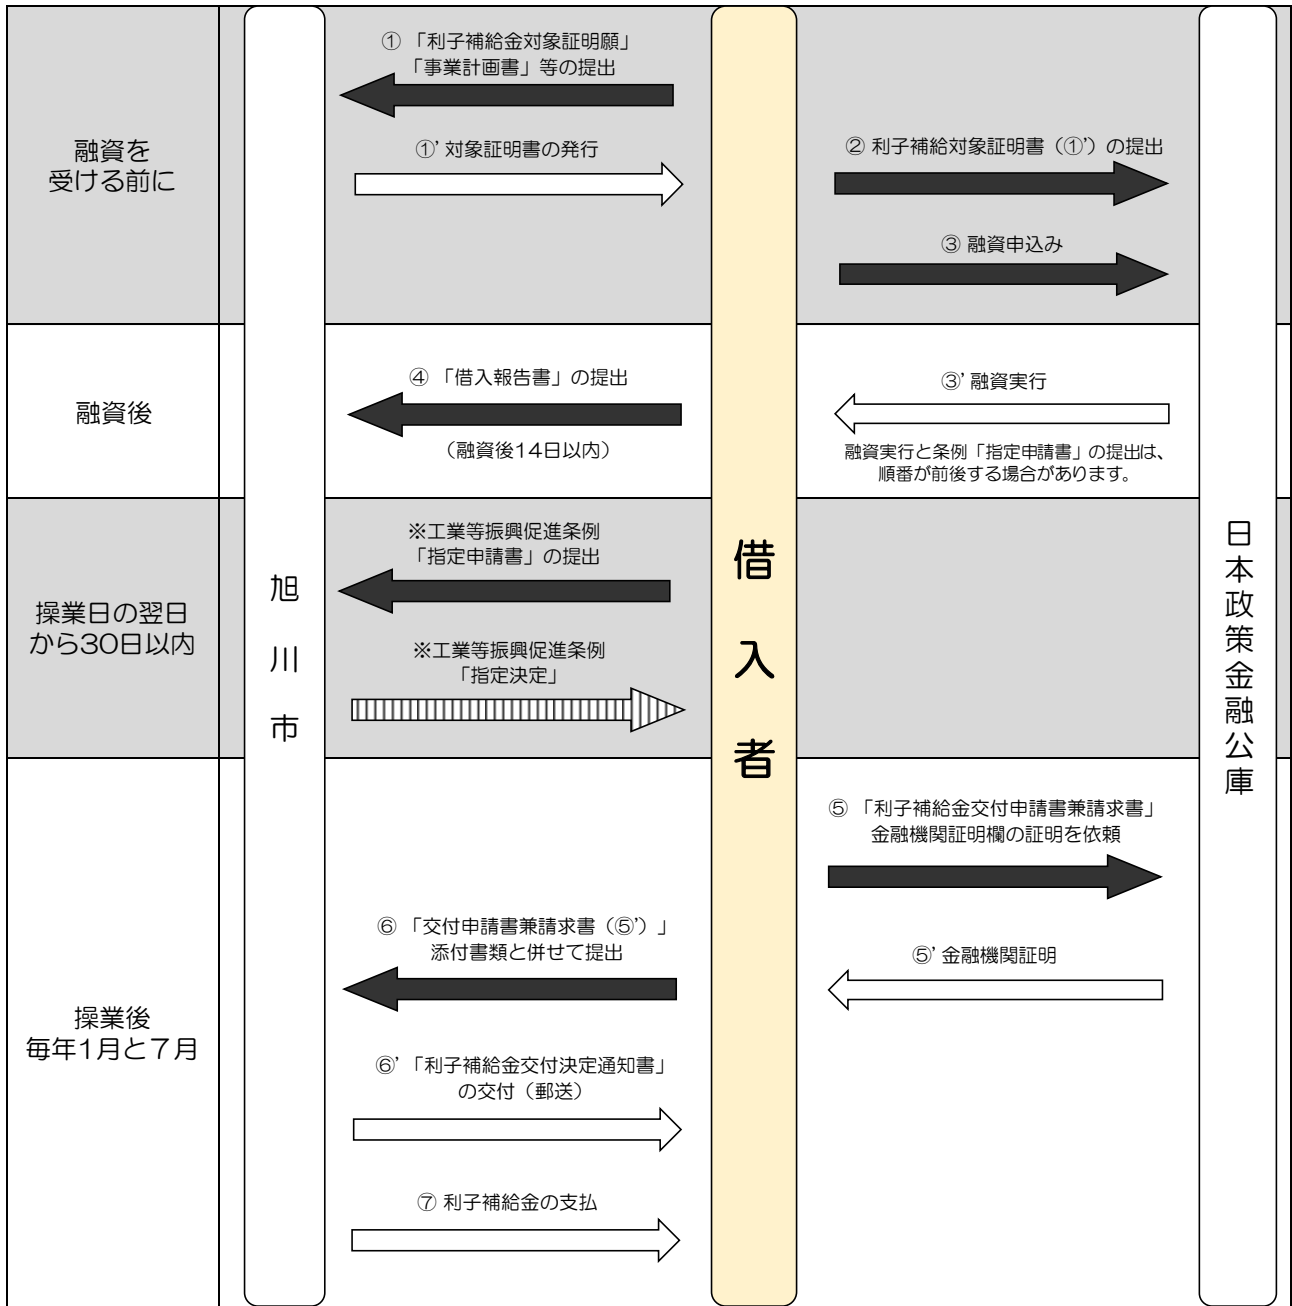 融資を
受ける前に
① 「利子補給金対象証明願」
「事業計画書」等の提出
①’ 対象証明書の発行
② 利子補給対象証明書（①’）の提出
③ 融資申込み
融資後
④ 「借入報告書」の提出
（融資後14日以内）
③’ 融資実行
融資実行と条例「指定申請書」の提出は、
順番が前後する場合があります。
操業日の翌日
から30日以内
※工業等振興促進条例
「指定申請書」の提出
※工業等振興促進条例
「指定決定」
旭川市
借入者
日本政策金融公庫
操業後
毎年1月と７月
⑤ 「利子補給金交付申請書兼請求書」
金融機関証明欄の証明を依頼
⑥ 「交付申請書兼請求書（⑤’）」
添付書類と併せて提出
⑤’ 金融機関証明
⑥’ 「利子補給金交付決定通知書」
の交付（郵送）
⑦ 利子補給金の支払